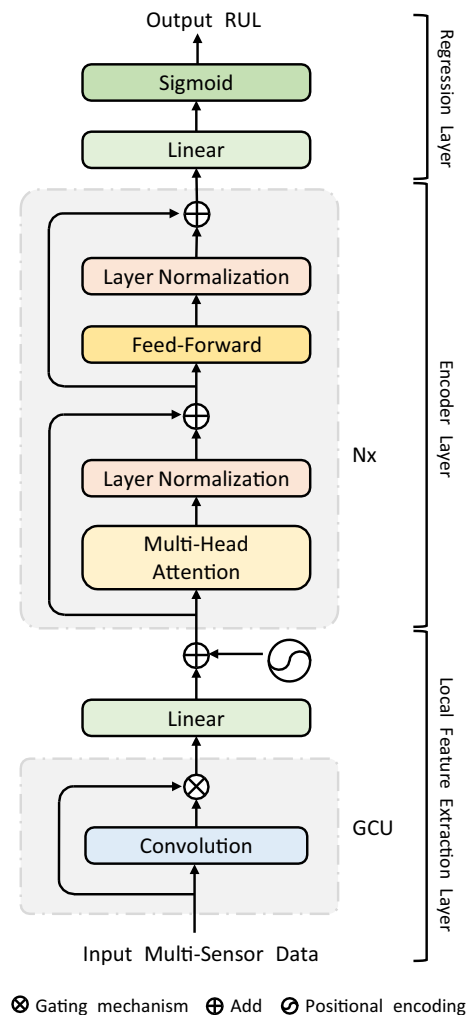 Output RUL
Sigmoid
Linear
Regression Layer
Layer Normalization
Feed-Forward
Layer Normalization
Multi-Head
Attention
Nx
Encoder Layer
Linear
Convolution
GCU
Local Feature Extraction Layer
Input Multi-Sensor Data
Gating mechanism Add Positional encoding